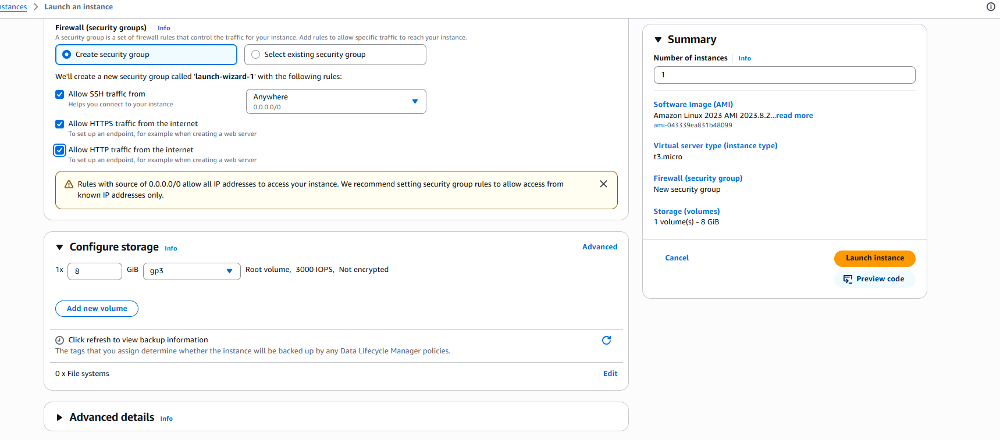 nstances > Launch an instance
Firewall (security groups) Info
A security group is a set of firewall rules that control the traffic for your instance. Add rules to allow specific traffic to reach your instance.
Create security group
Select existing security group
We'll create a new security group called 'launch-wizard-1' with the following rules:
Allow SSH traffic from
Helps you connect to your instance
Anywhere
0.0.0.0/0
Allow HTTPS traffic from the internet
To set up an endpoint, for example when creating a web server
Allow HTTP traffic from the internet
To set up an endpoint, for example when creating a web server
Rules with source of 0.0.0.0/0 allow all IP addresses to access your instance. We recommend setting security group rules to allow access from
known IP addresses only.
Configure storage Info
Advanced
1x 8 GiB gp3 Root volume, 3000 IOPS, Not encrypted
Add new volume
Click refresh to view backup information
The tags that you assign determine whether the instance will be backed up by any Data Lifecycle Manager policies.
0 x File systems
Edit
Advanced details Info
Summary
Number of instances Info
1
Software Image (AMI)
Amazon Linux 2023 AMI 2023.8.2...read more
ami-043339ea831b48099
Virtual server type (instance type)
t3.micro
Firewall (security group)
New security group
Storage (volumes)
1 volume(s) - 8 GiB
Cancel
Launch instance
Preview code